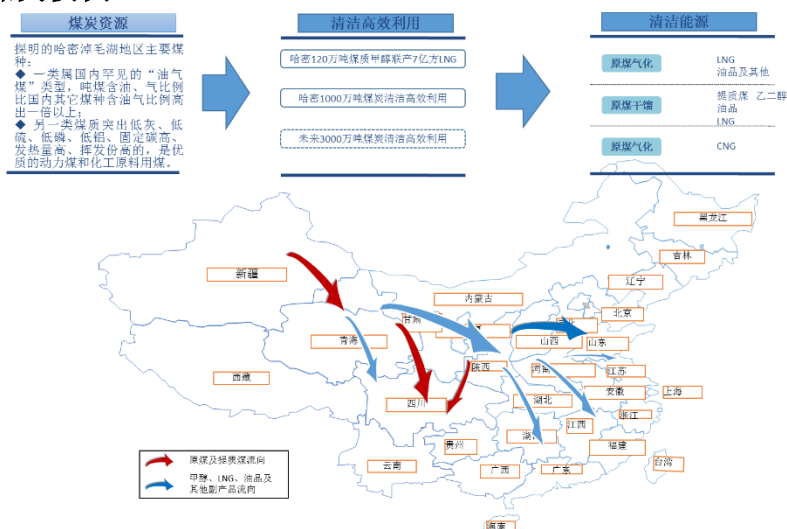 煤炭资源
探明的哈密淖毛湖地区主要煤
种：
◆ 一类属国内罕见的“油气
煤”类型，吨煤含油、气比例
比国内其它煤种含油气比例高
出一倍以上；
◆ 另一类煤质突出低灰、低
硫、低磷、低铝、固定碳高、
发热量高、挥发份高的，是优
质的动力煤和化工原料用煤。
清洁高效利用
哈密120万吨煤质甲醇联产7亿方LNG
哈密1000万吨煤炭清洁高效利用
未来3000万吨煤炭清洁高效利用
清洁能源
原煤气化
LNG
油品及其他
原煤干馏
提质煤 乙二醇
油品
LNG
原煤气化
CNG
黑龙江
吉林
辽宁
新疆
内蒙古
北京
甘肃
青海
山西
山东
西藏
陕西
河南
江苏
四川
湖北
安徽
上海
浙江
江西
贵州
福建
云南
广西
广东
台湾
海南
原煤及提质煤流向
甲醇、LNG、油品及
其他副产品流向